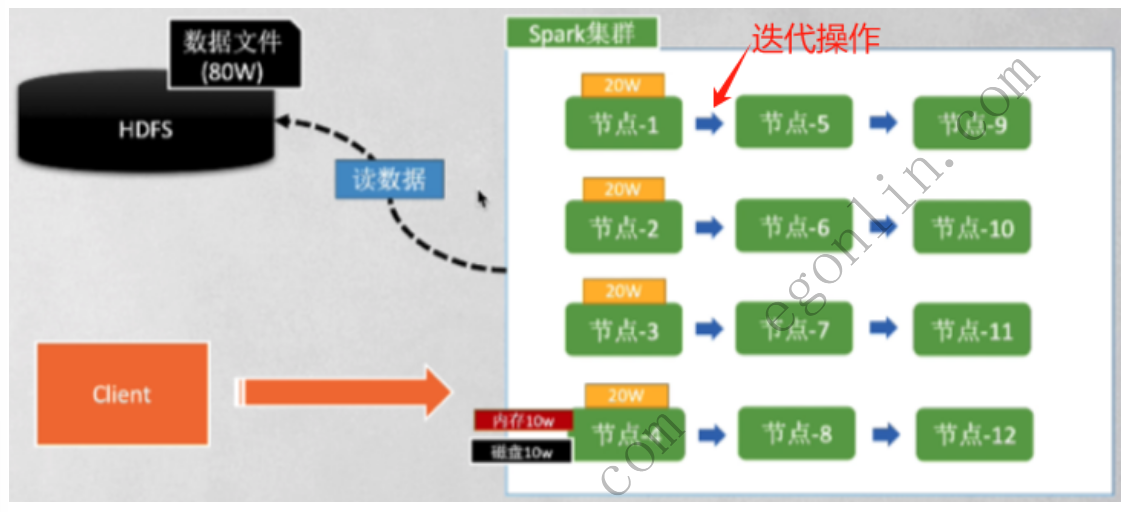 数据文件
(80W)
HDFS
读数据
Client
Spark集群
迭代操作
20W
节点-1
节点-5
节点-9
20W
节点-2
节点-6
节点-10
20W
节点-3
节点-7
节点-11
20W
内存10w
磁盘10w
节点-4
节点-8
节点-12
egonlin.com
com